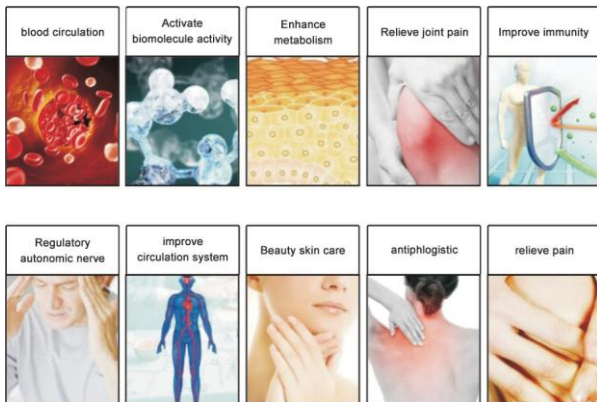 blood circulation
Activate
biomolecule activity
Enhance
metabolism
Relieve joint pain
Improve immunity
Regulatory
autonomic nerve
improve
circulation system
Beauty skin care
antiphlogistic
relieve pain